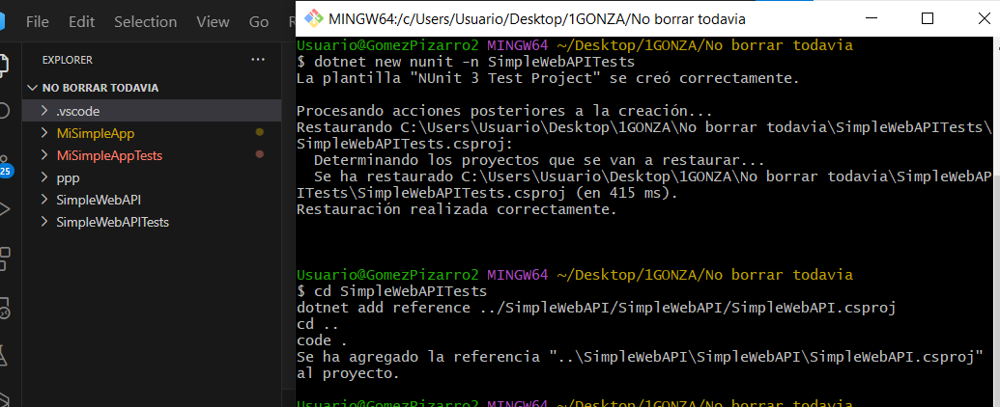 File Edit Selection View Go
EXPLORER
NO BORRAR TODAVIA
.vscode
MiSimpleApp
MiSimpleAppTests
ppp
SimpleWebAPI
SimpleWebAPITests
25
MINGW64:/c/Users/Usuario/Desktop/1GONZA/No borrar todavia
Usuario@GomezPizarro2 MINGW64 ~/Desktop/1GONZA/No borrar todavia
$ dotnet new nunit -n SimpleWebAPITests
La plantilla "NUnit 3 Test Project" se creó correctamente.
Procesando acciones posteriores a la creación...
Restaurando C:\Users\Usuario\Desktop\1GONZA\No borrar todavia\SimpleWebAPITests\
SimpleWebAPITests.csproj:
Determinando los proyectos que se van a restaurar...
Se ha restaurado C:\Users\Usuario\Desktop\1GONZA\No borrar todavia\SimpleWebAP
ITests\SimpleWebAPITests.csproj (en 415 ms).
Restauración realizada correctamente.
Usuario@GomezPizarro2 MINGW64 ~/Desktop/1GONZA/No borrar todavia
$ cd SimpleWebAPITests
dotnet add reference ../SimpleWebAPI/SimpleWebAPI/SimpleWebAPI.csproj
cd ..
code .
Se ha agregado la referencia "..\SimpleWebAPI\SimpleWebAPI\SimpleWebAPI.csproj"
al proyecto.
Usuario@GomezPizarro2 MINGW64 ~/Desktop/1GONZA/No borrar todavia